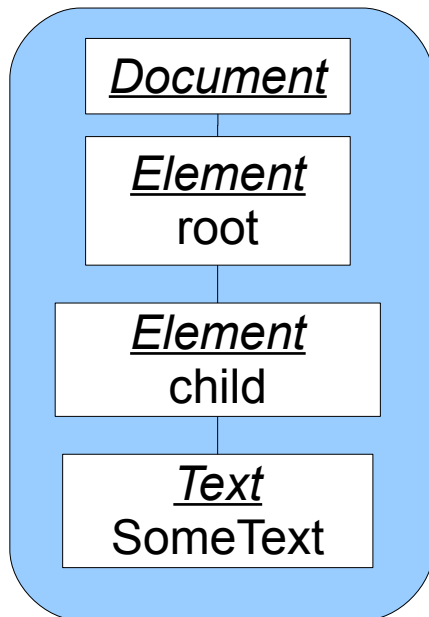 Document
Element
root
Element
child
Text
SomeText